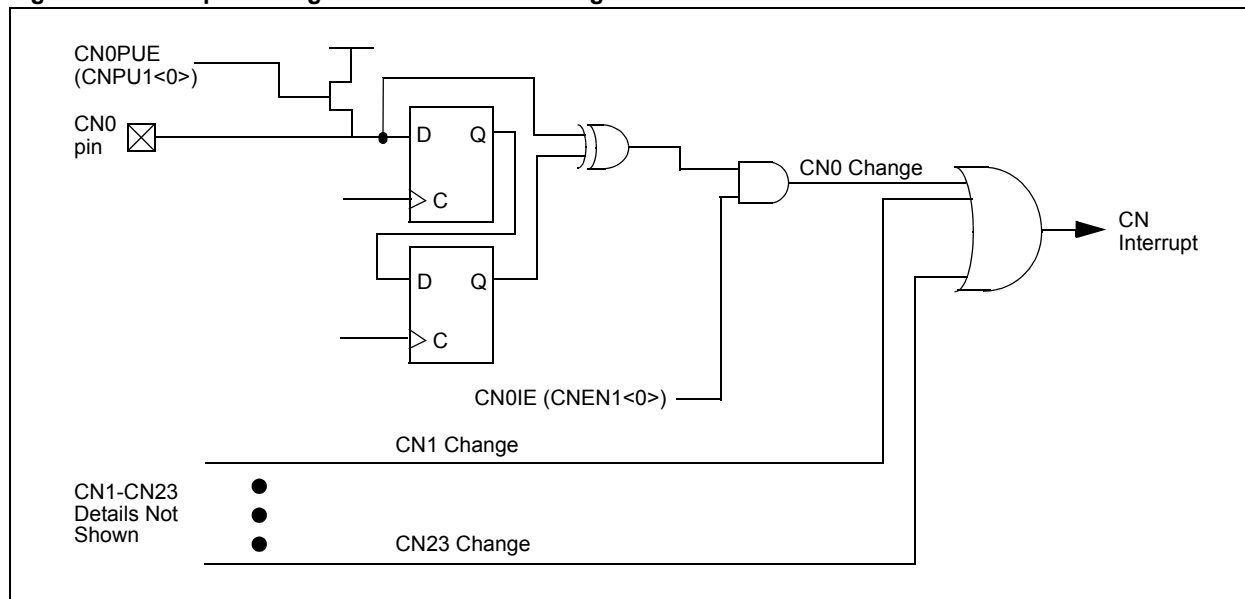 CN0PUE
(CNPU1<0>)
CN0
pin
D Q
C
D Q
C
CN0 Change
CN
Interrupt
CN0IE (CNEN1<0>)
CN1 Change
CN1-CN23
Details Not
Shown
CN23 Change